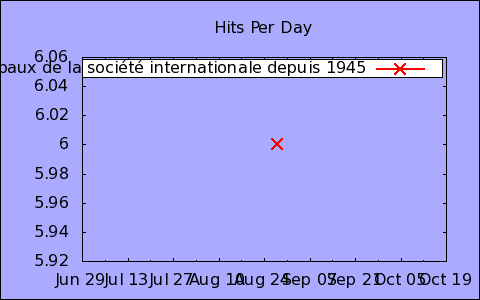 Hits Per Day
6.06
paux de la société internationale depuis 1945
6.04
6.02
6
5.98
5.96
5.94
5.92
Jun 29 Jul 13 Jul 27 Aug 10 Aug 24 Sep 07 Sep 21 Oct 05 Oct 19